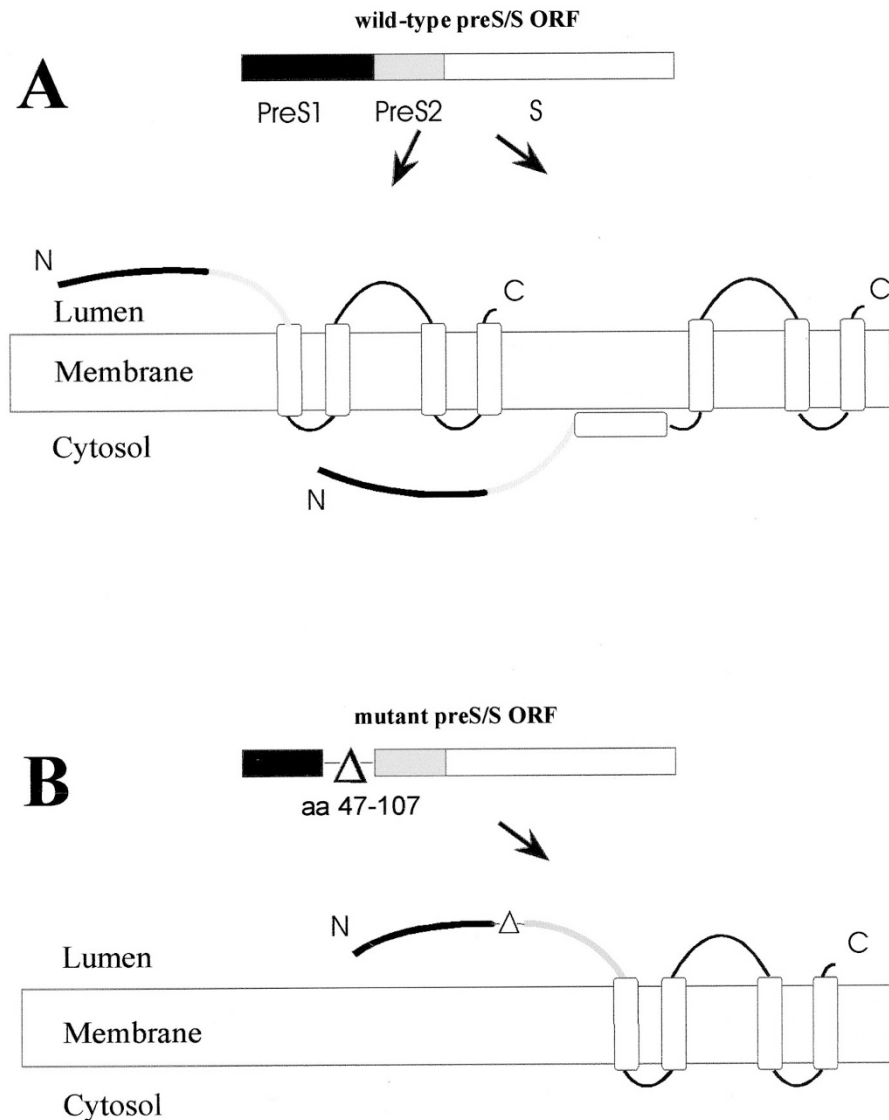 wild-type preS/S ORF
A
PreS1 PreS2 S
N
C C
Lumen
Membrane
Cytosol
N
mutant preS/S ORF
B
aa 47-107
N
C
Lumen
Membrane
Cytosol